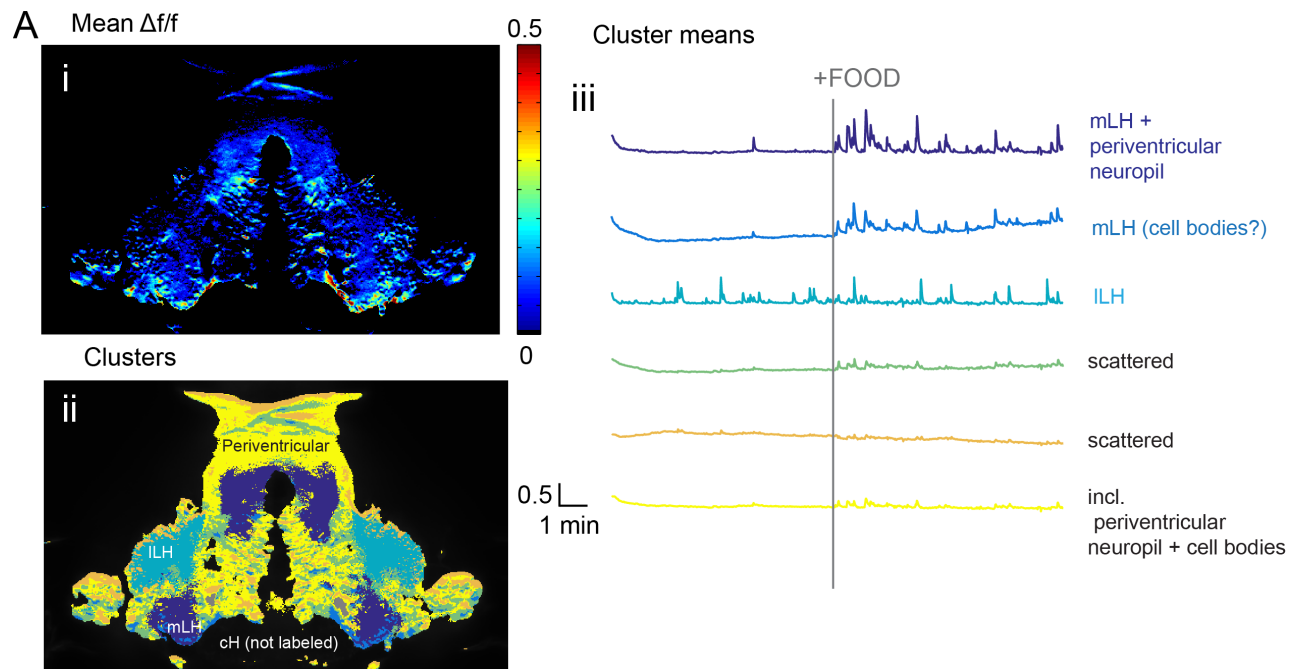 A
Mean Δf/f
i
0.5
0
Clusters
ii
Periventricular
lLH
mLH
cH (not labeled)
Cluster means
iii
+FOOD
mLH +
periventricular
neuropil
mLH (cell bodies?)
lLH
scattered
scattered
incl.
periventricular
neuropil + cell bodies
0.5
1 min